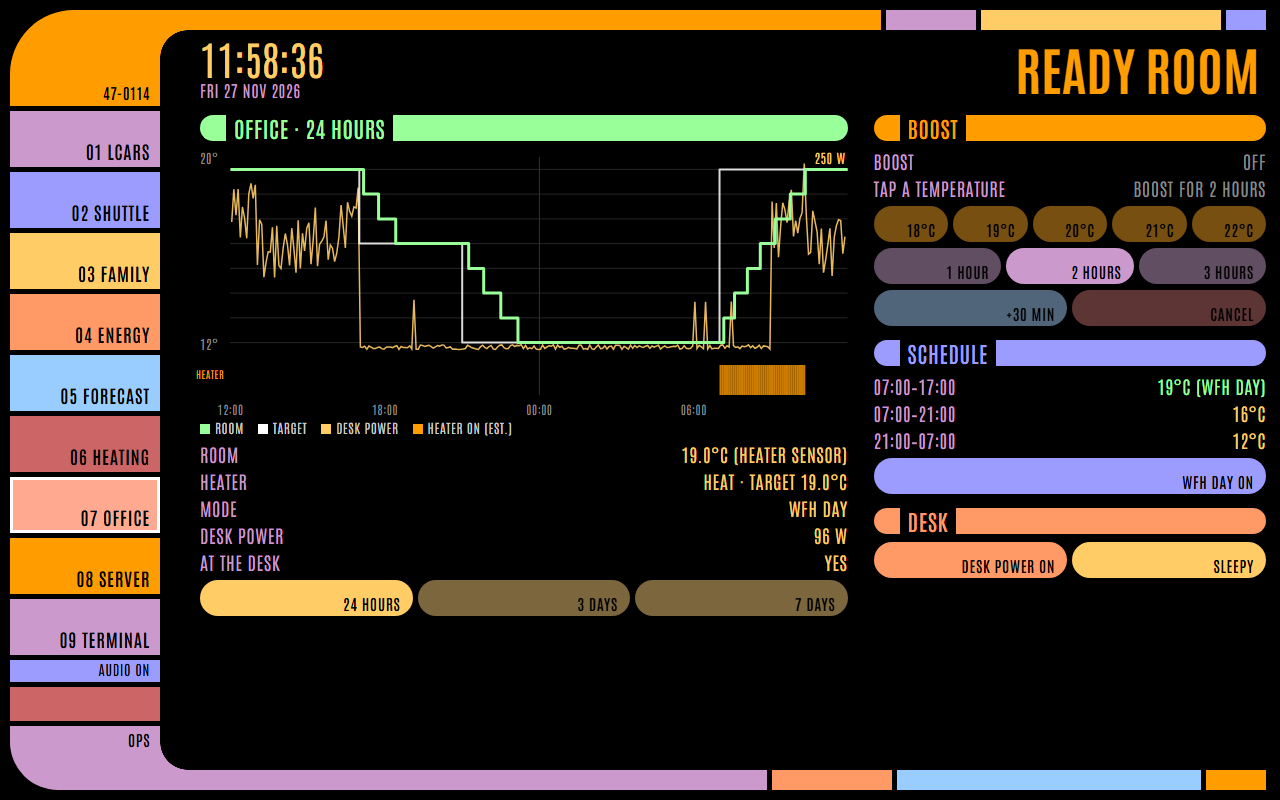 47-0114
01 LCARS
02 SHUTTLE
03 FAMILY
04 ENERGY
05 FORECAST
06 HEATING
07 OFFICE
08 SERVER
09 TERMINAL
AUDIO ON
OPS
11:58:36
FRI 27 NOV 2026
READY ROOM
OFFICE · 24 HOURS
20°
250 W
12°
HEATER
12:00 18:00 00:00 06:00
ROOM TARGET DESK POWER HEATER ON (EST.)
ROOM 19.0°C (HEATER SENSOR)
HEATER HEAT · TARGET 19.0°C
MODE WFH DAY
DESK POWER 96 W
AT THE DESK YES
24 HOURS 3 DAYS 7 DAYS
BOOST
BOOST OFF
TAP A TEMPERATURE BOOST FOR 2 HOURS
18°C 19°C 20°C 21°C 22°C
1 HOUR 2 HOURS 3 HOURS
+30 MIN CANCEL
SCHEDULE
07:00-17:00 19°C (WFH DAY)
07:00-21:00 16°C
21:00-07:00 12°C
WFH DAY ON
DESK
DESK POWER ON SLEEPY